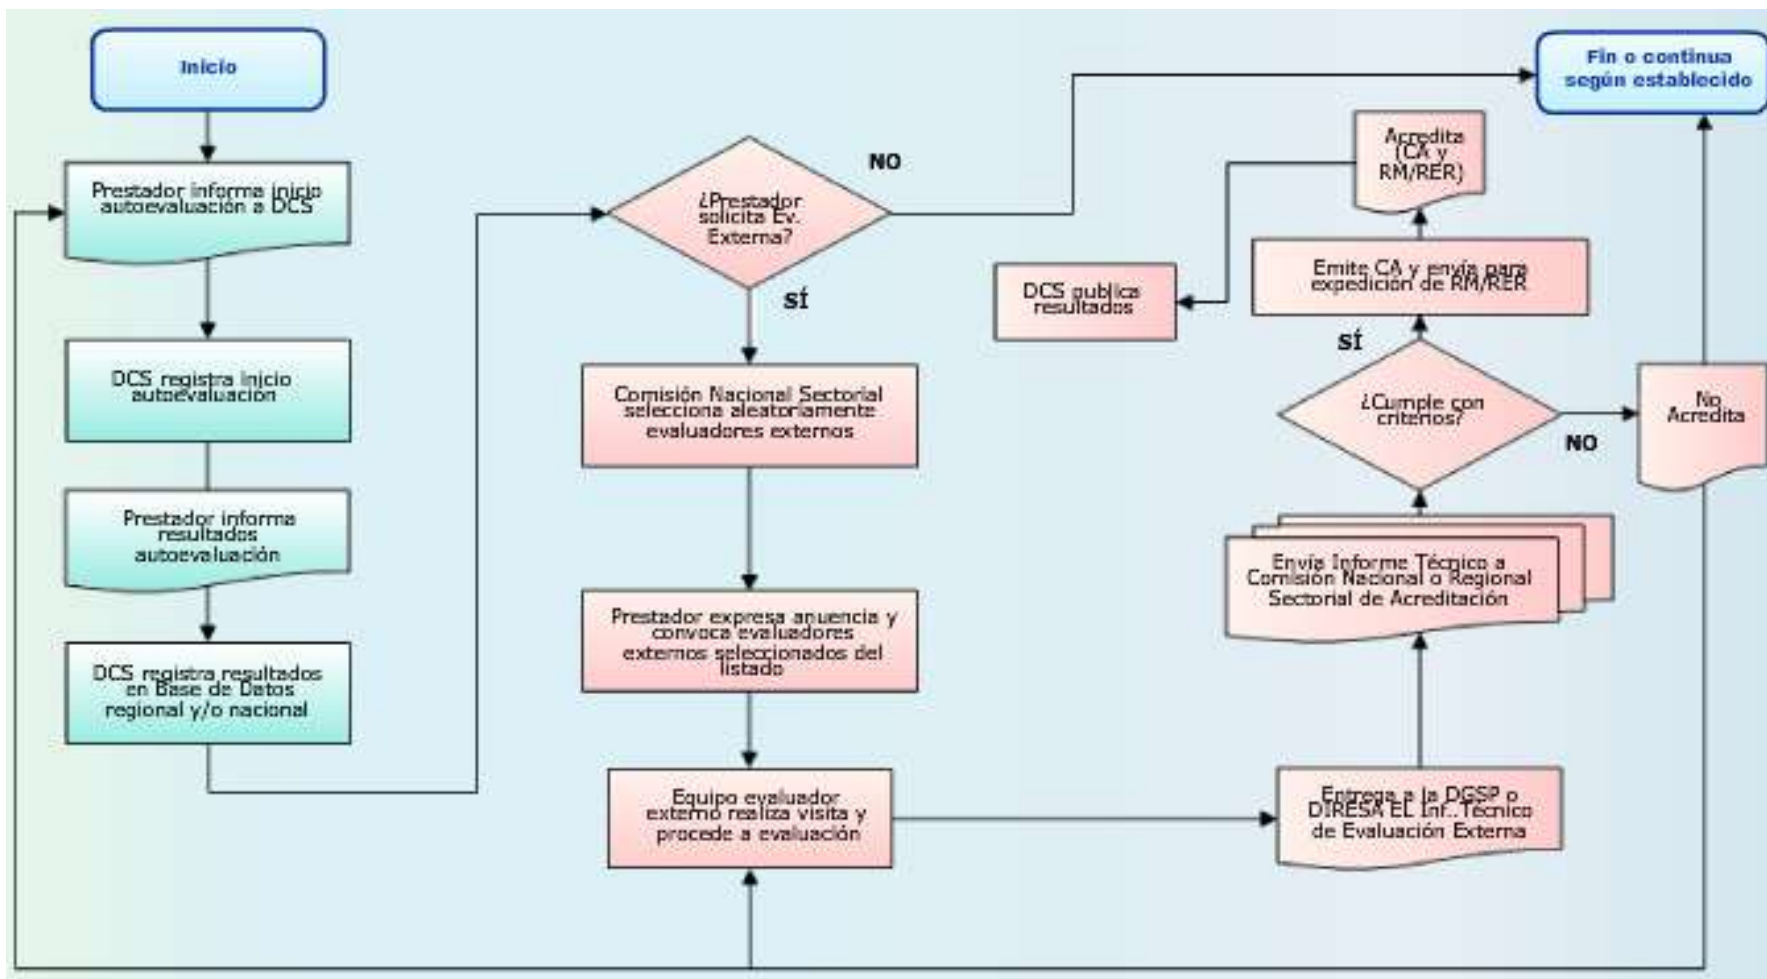 Inicio
Prestador informa inicio
autoevaluación a DCS
DCS registra Inicio
autoevaluación
Prestador informa
resultados
autoevaluación
DCS registra resultados
en Base de Datos
regional y/o nacional
¿Prestador
solicita Ev.
Externa?
NO
SÍ
Comisión Nacional Sectorial
selecciona aleatoriamente
evaluadores externos
Prestador expresa anuencia y
convoca evaluadores
externos seleccionados del
listado
Equipo evaluador
externo realiza visita y
procede a evaluación
Entrega a la DGSP o
DIRESA EL Inf..Técnico
de Evaluación Externa
Envía Informe Técnico a
Comisión Nacional o Regional
Sectorial de Acreditación
¿Cumple con
criterios?
SÍ
NO
No
Acredita
Emite CA y envía para
expedición de RM/RER
Acredita
(CA y
RM/RER)
DCS publica
resultados
Fin o continua
según establecido